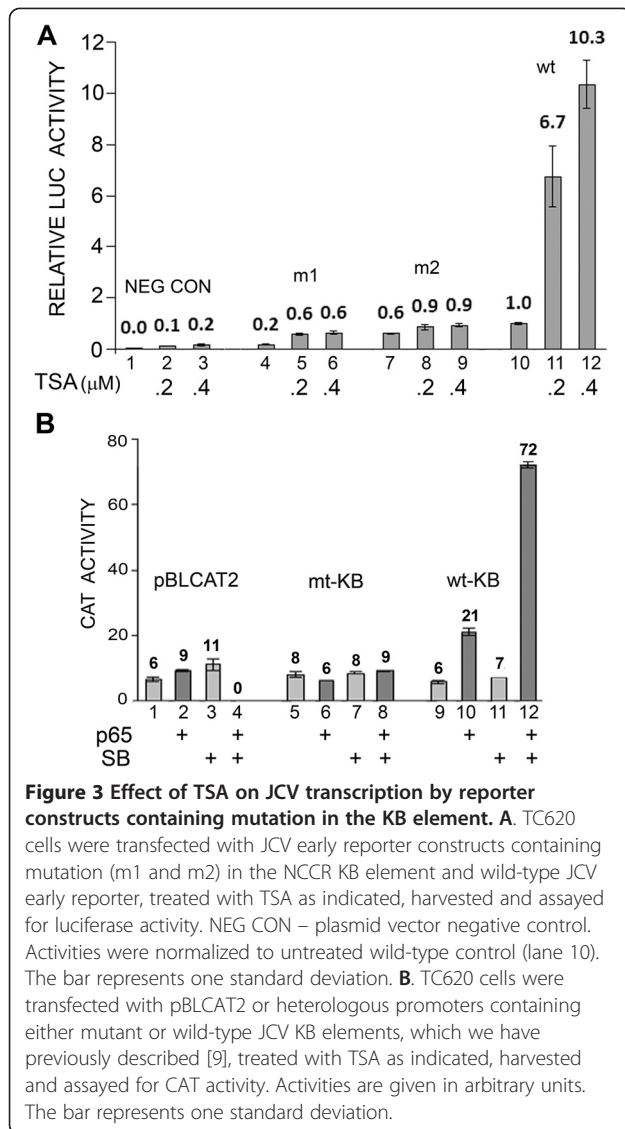 A
RELATIVE LUC ACTIVITY
12
10
8
6
4
2
0
NEG CON
m1
m2
wt
0.0 0.1 0.2 0.2 0.6 0.6 0.6 0.9 0.9 1.0 6.7 10.3
1 2 3 4 5 6 7 8 9 10 11 12
TSA (μM) .2 .4 .2 .4 .2 .4 .2 .4
B
CAT ACTIVITY
80
60
40
20
0
pBLCAT2
mt-KB
wt-KB
6 9 11 0 8 6 8 9 6 21 7 72
1 2 3 4 5 6 7 8 9 10 11 12
p65 + + + + + +
SB + + + + + +
Figure 3 Effect of TSA on JCV transcription by reporter
constructs containing mutation in the KB element. A. TC620
cells were transfected with JCV early reporter constructs containing
mutation (m1 and m2) in the NCCR KB element and wild-type JCV
early reporter, treated with TSA as indicated, harvested and assayed
for luciferase activity. NEG CON – plasmid vector negative control.
Activities were normalized to untreated wild-type control (lane 10).
The bar represents one standard deviation. B. TC620 cells were
transfected with pBLCAT2 or heterologous promoters containing
either mutant or wild-type JCV KB elements, which we have
previously described [9], treated with TSA as indicated, harvested
and assayed for CAT activity. Activities are given in arbitrary units.
The bar represents one standard deviation.